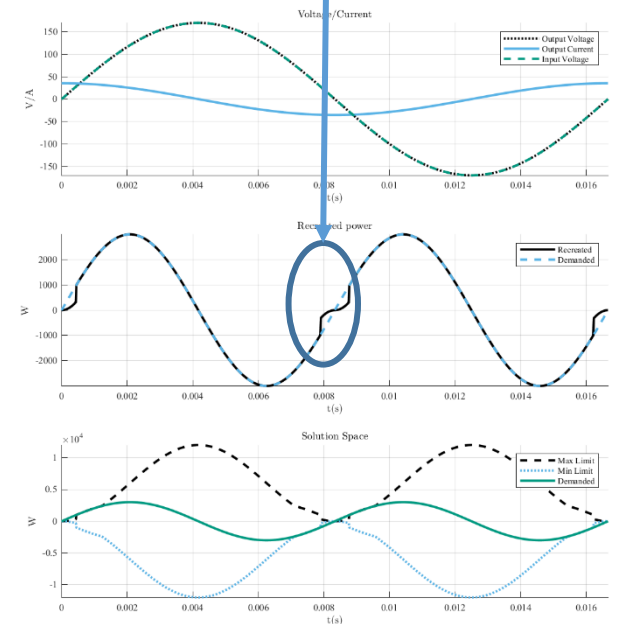 Voltage/Current
150
100
50
0
-50
-100
-150
V/A
Output Voltage
Output Current
Input Voltage
0 0.002 0.004 0.006 0.008 0.01 0.012 0.014 0.016
t(s)
Recreated power
2000
1000
0
-1000
-2000
W
Recreated
Demanded
0 0.002 0.004 0.006 0.008 0.01 0.012 0.014 0.016
t(s)
Solution Space
×10⁴
1
0.5
0
-0.5
-1
W
Max Limit
Min Limit
Demanded
0 0.002 0.004 0.006 0.008 0.01 0.012 0.014 0.016
t(s)